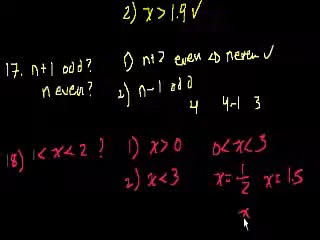 2) x > 1.9 ✓
17. n+1 odd? 1) n+2 even ⇔ n even ✓
n even? 2) n-1 odd
4 4-1 3
18) 1 < x < 2 ? 1) x > 0 0 < x < 3
2) x < 3 x = 1/2 x = 1.5
x